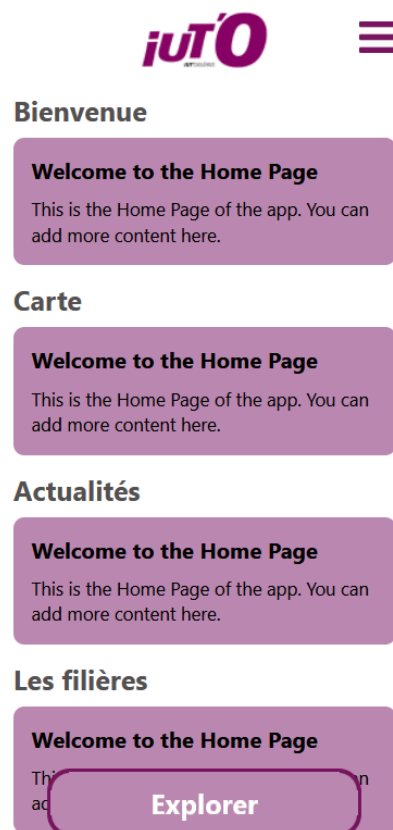 iUT'O
Bienvenue
Welcome to the Home Page
This is the Home Page of the app. You can
add more content here.
Carte
Welcome to the Home Page
This is the Home Page of the app. You can
add more content here.
Actualités
Welcome to the Home Page
This is the Home Page of the app. You can
add more content here.
Les filières
Welcome to the Home Page
Explorer